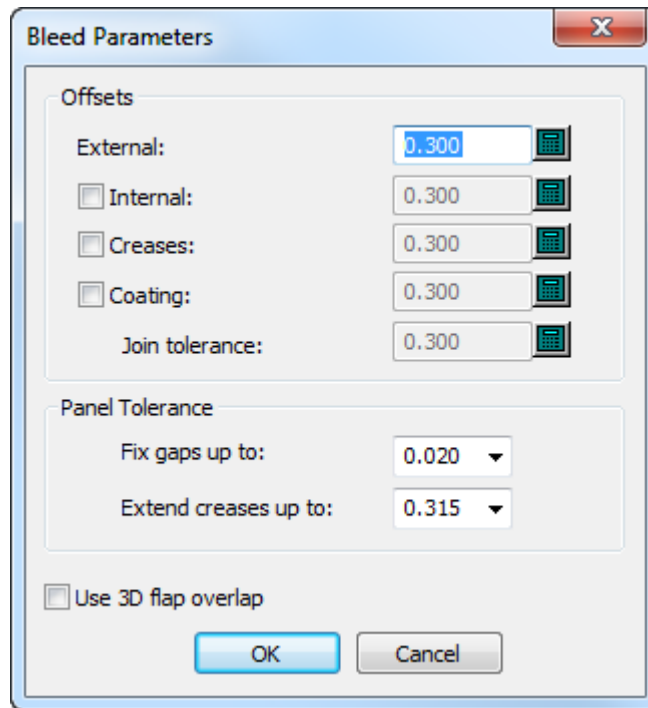 Bleed Parameters
Offsets
External: 0.300
Internal: 0.300
Creases: 0.300
Coating: 0.300
Join tolerance: 0.300
Panel Tolerance
Fix gaps up to: 0.020
Extend creases up to: 0.315
Use 3D flap overlap
OK Cancel